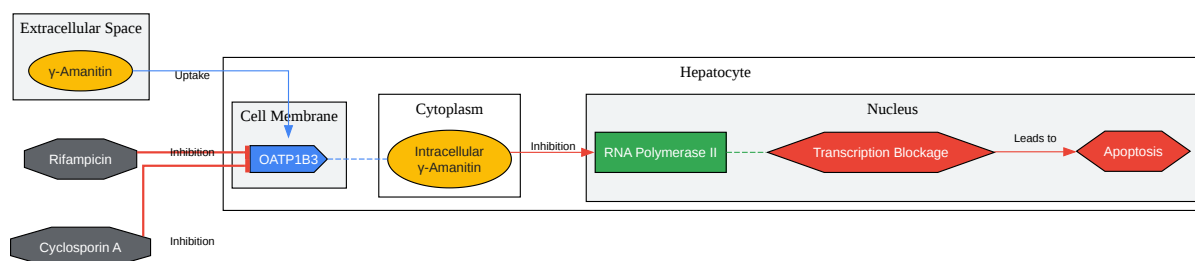 Extracellular Space
γ-Amanitin
Uptake
Hepatocyte
Cell Membrane
OATP1B3
Cytoplasm
Intracellular
γ-Amanitin
Nucleus
Inhibition
RNA Polymerase II
Transcription Blockage
Leads to
Apoptosis
Rifampicin
Inhibition
Cyclosporin A
Inhibition